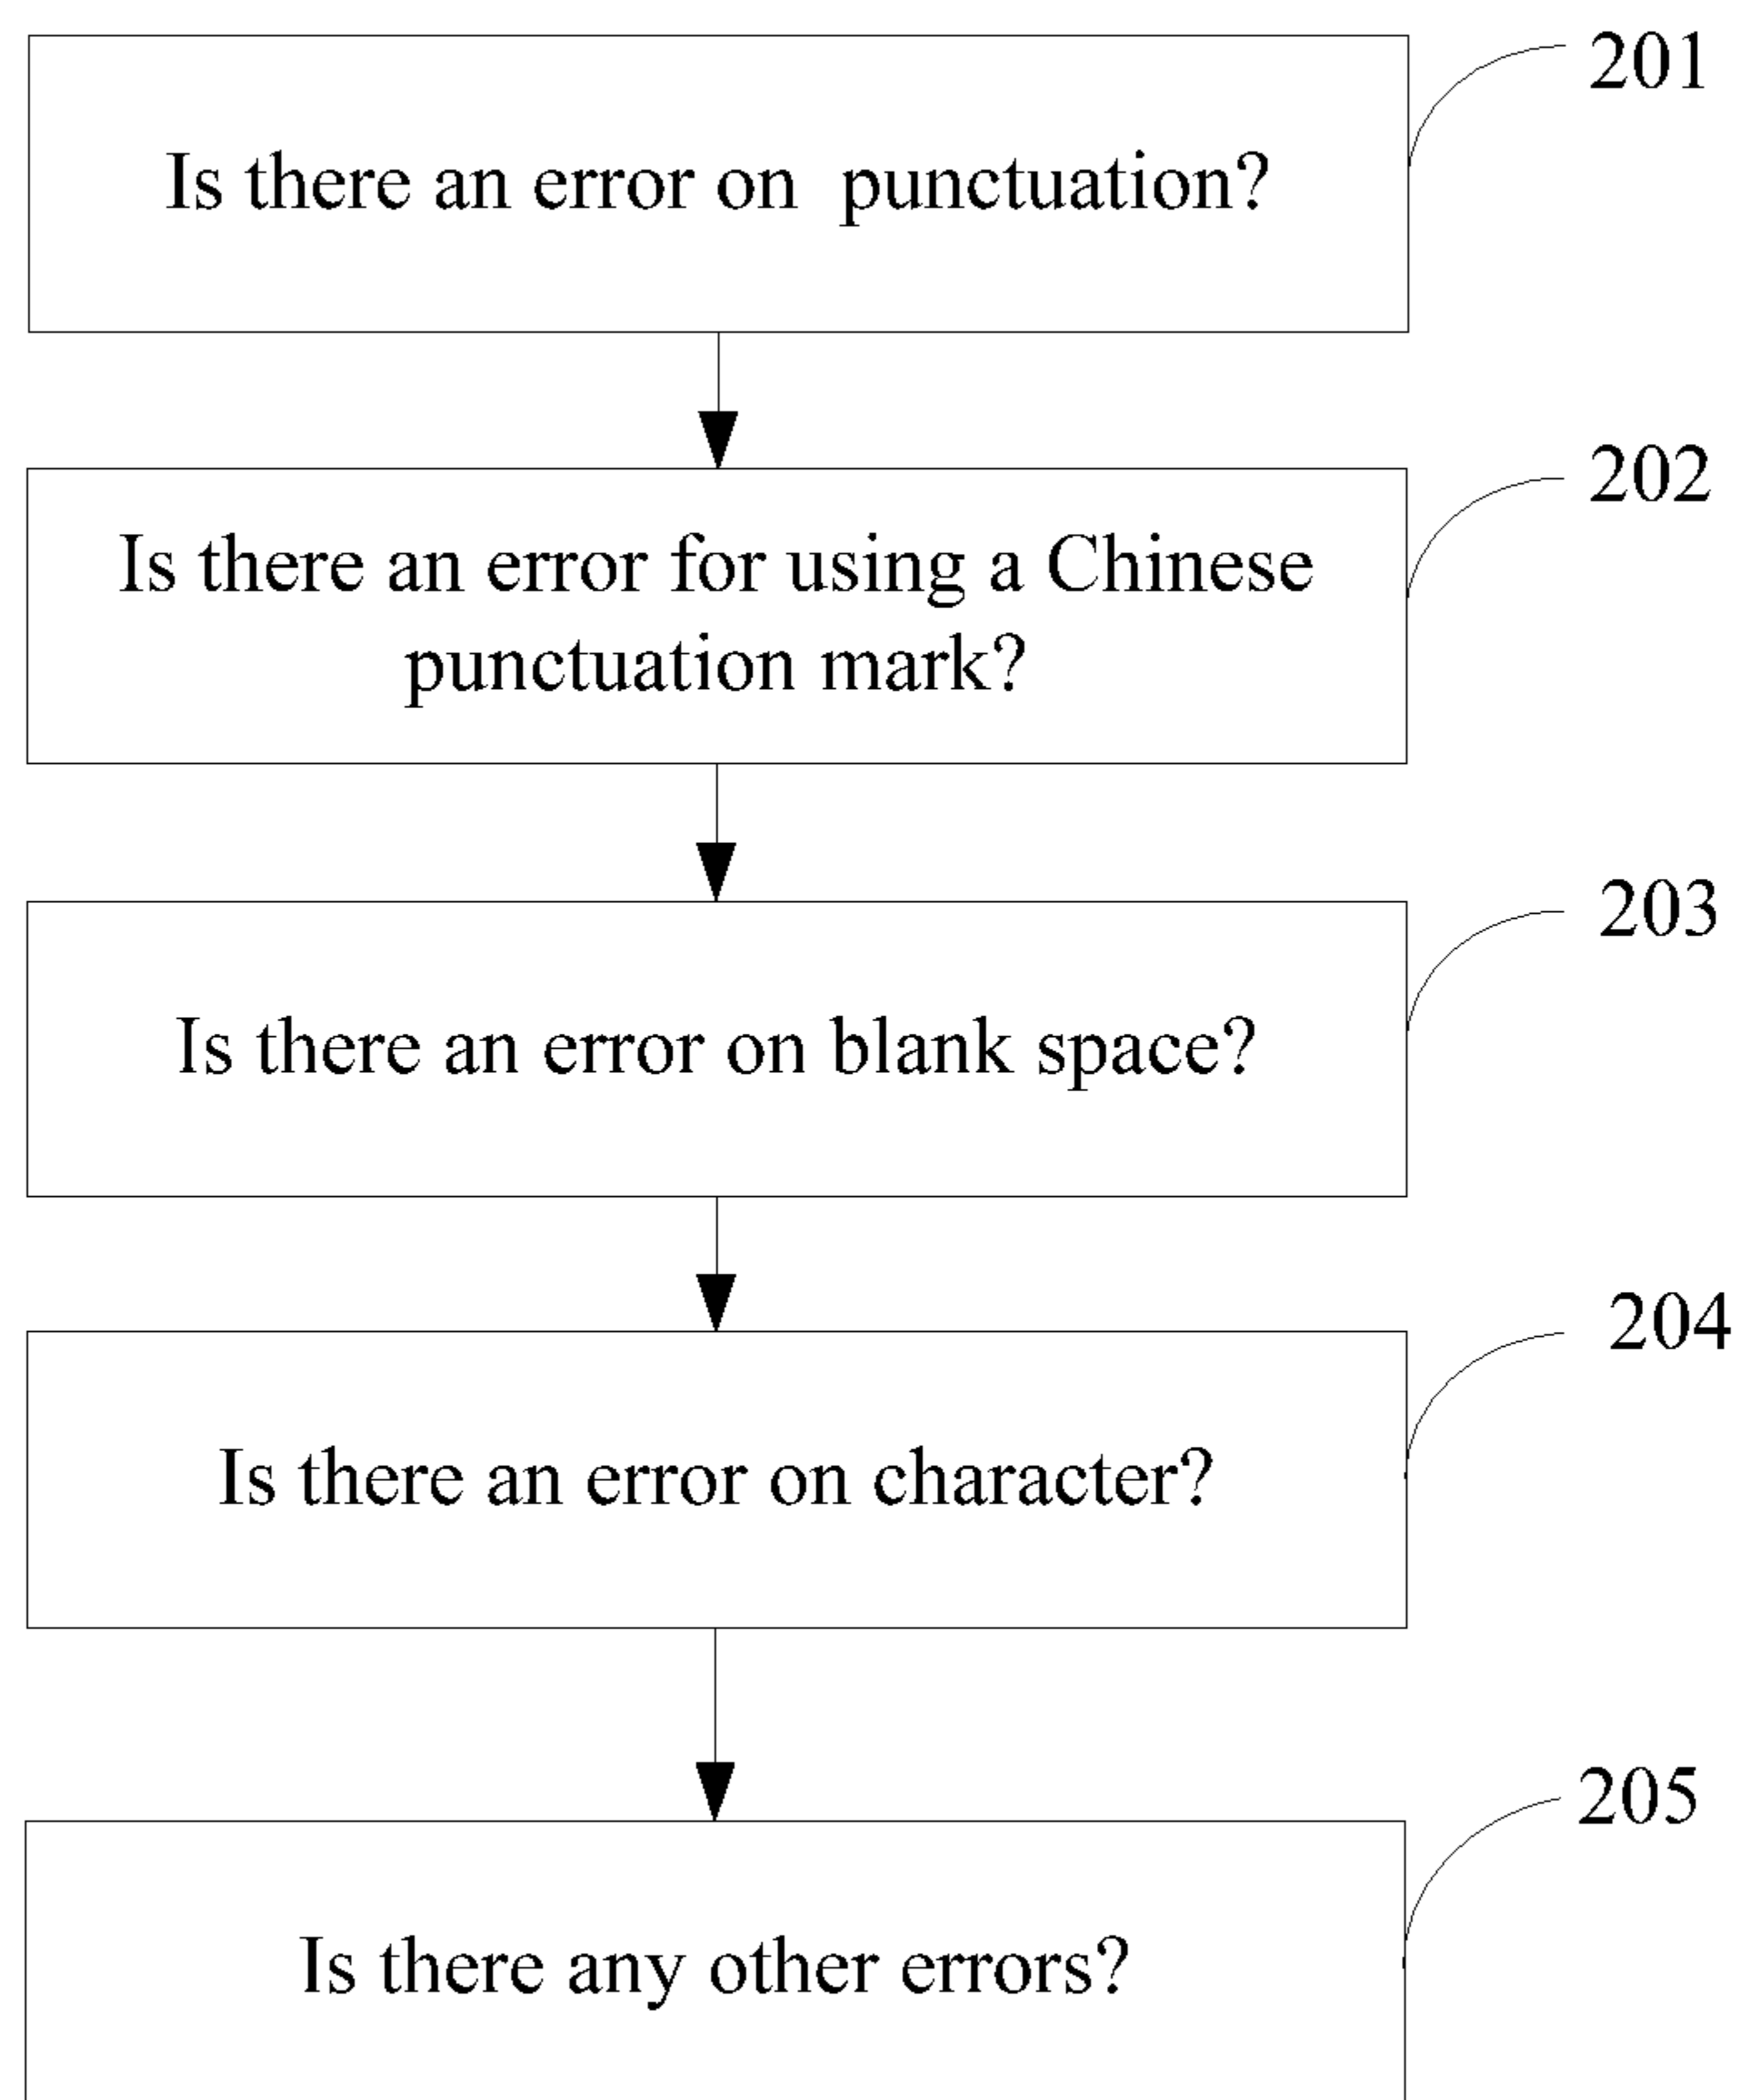 201
Is there an error on punctuation?
202
Is there an error for using a Chinese
punctuation mark?
203
Is there an error on blank space?
204
Is there an error on character?
205
Is there any other errors?